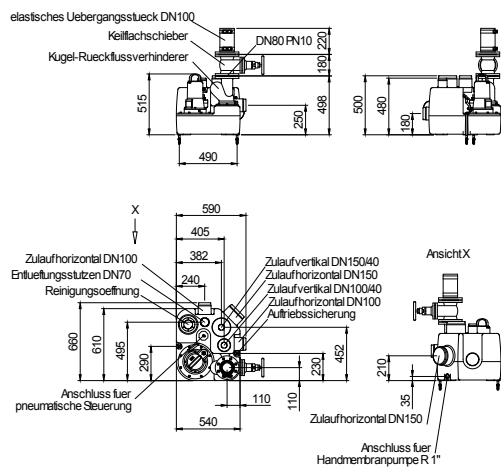 elastisches Uebergangsstueck DN100
Keilflachschieber
Kugel-Rueckflussverhinderer
DN80 PN10
220
180
498
515
250
490
500
480
180
X
590
405
382
240
Zulaufhorizontal DN100
Entlueftungsstutzen DN70
Reinigungsoeffnung
Zulaufvertikal DN150/40
Zulaufhorizontal DN150
Zulaufvertikal DN100/40
Zulaufhorizontal DN100
Auftriebssicherung
660
610
495
290
452
230
110
110
540
Anschluss fuer
pneumatische Steuerung
Ansicht X
210
35
Zulaufhorizontal DN150
Anschluss fuer
Handmembranpumpe R 1"